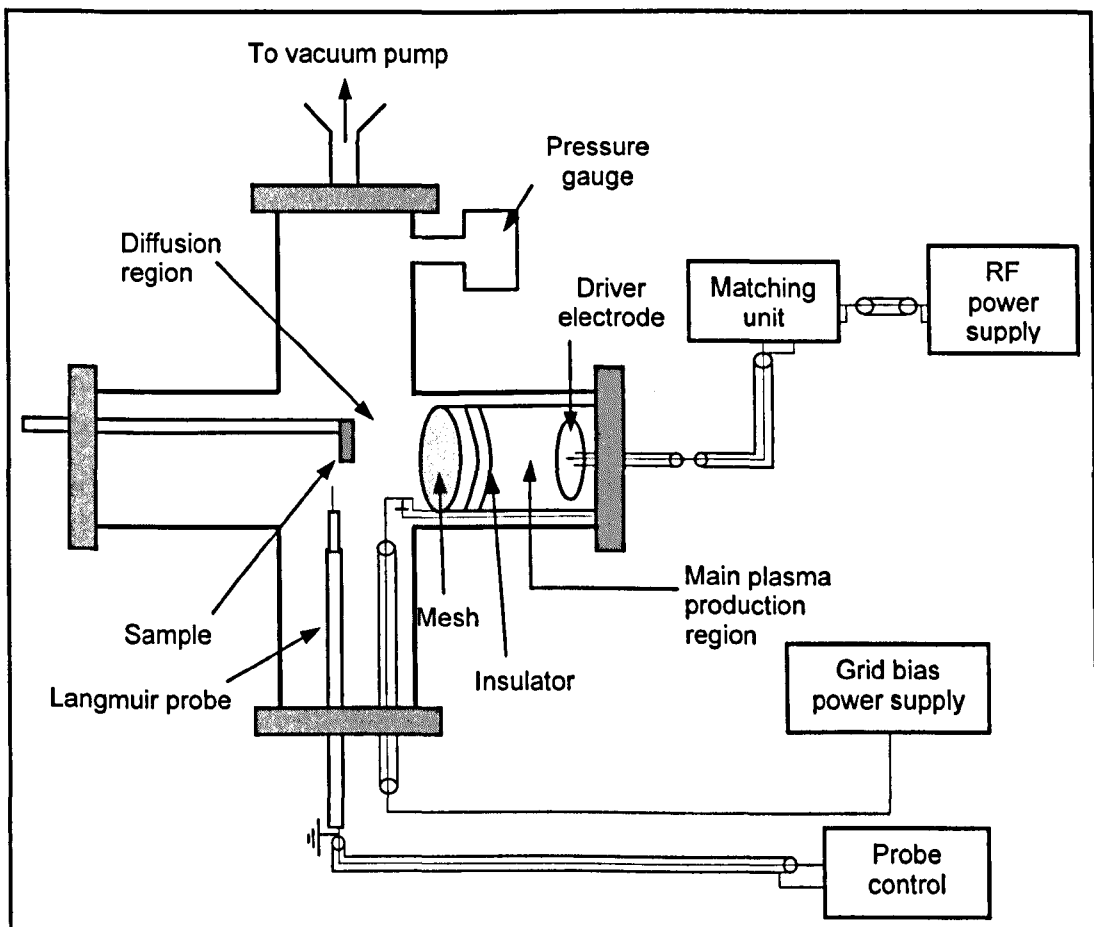 To vacuum pump
Pressure
gauge
Diffusion
region
Driver
electrode
Matching
unit
RF
power
supply
Sample
Langmuir probe
Mesh
Insulator
Main plasma
production
region
Grid bias
power supply
Probe
control